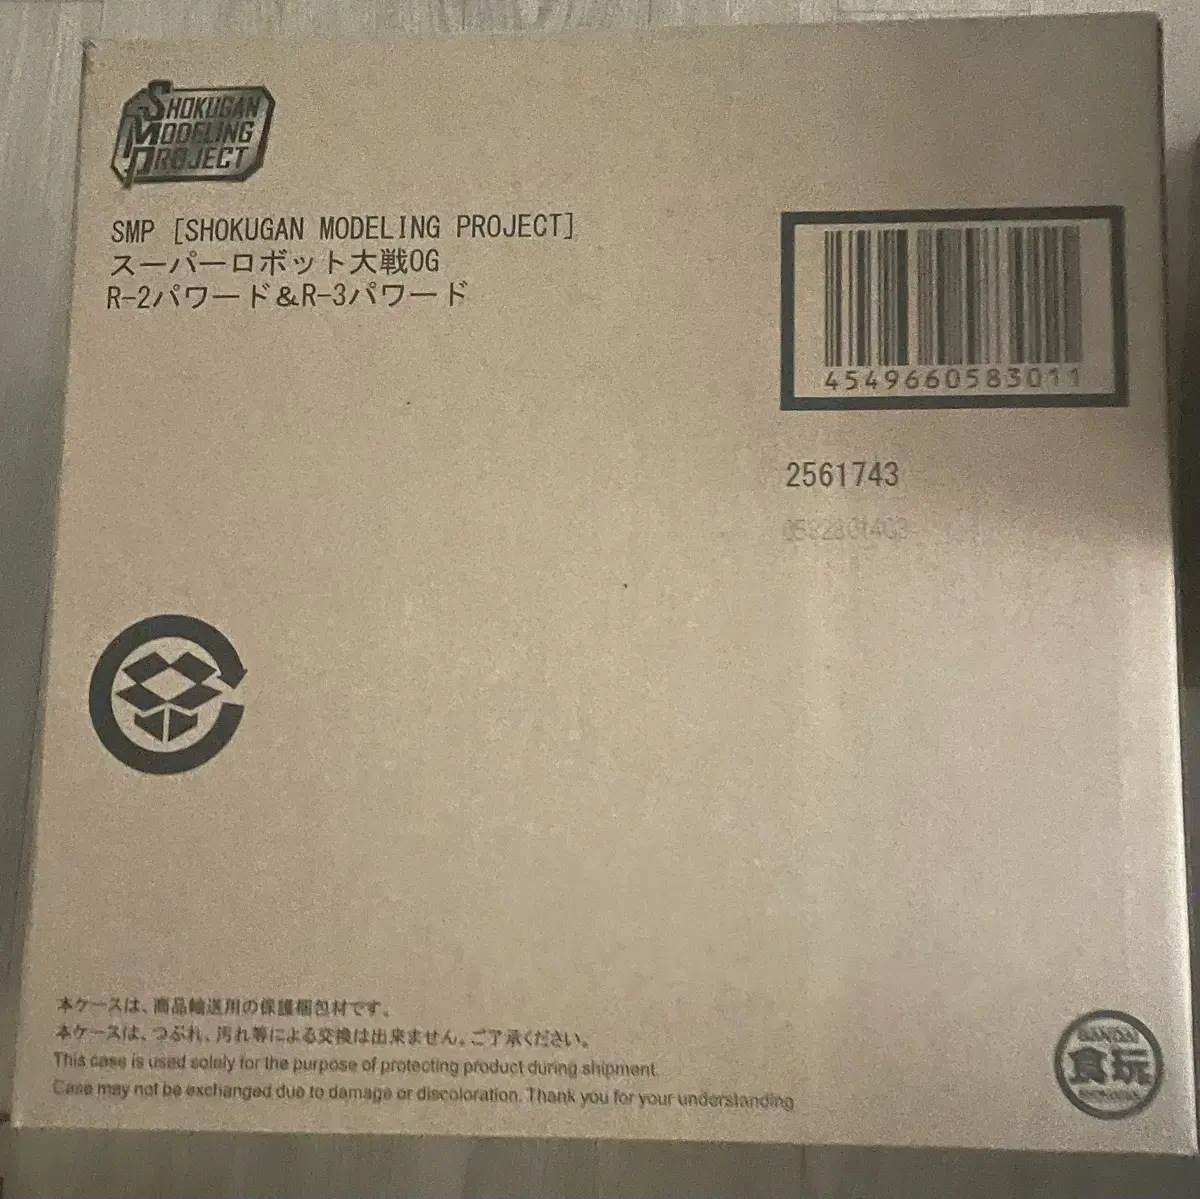 SHOKUGAN
MODELING
PROJECT
SMP [SHOKUGAN MODELING PROJECT]
スーパーロボット大戦OG
R-2パワード&R-3パワード
4549660583011
2561743
本ケースは、商品輸送用の保護梱包材です。
本ケースは、つぶれ、汚れ等による交換は出来ません。ご了承ください。
This case is used solely for the purpose of protecting product during shipment.
Case may not be exchanged due to damage or discoloration. Thank you for your understanding
BANDAI
食玩